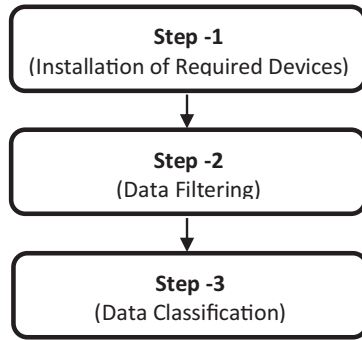 Step -1
(Installation of Required Devices)
Step -2
(Data Filtering)
Step -3
(Data Classification)